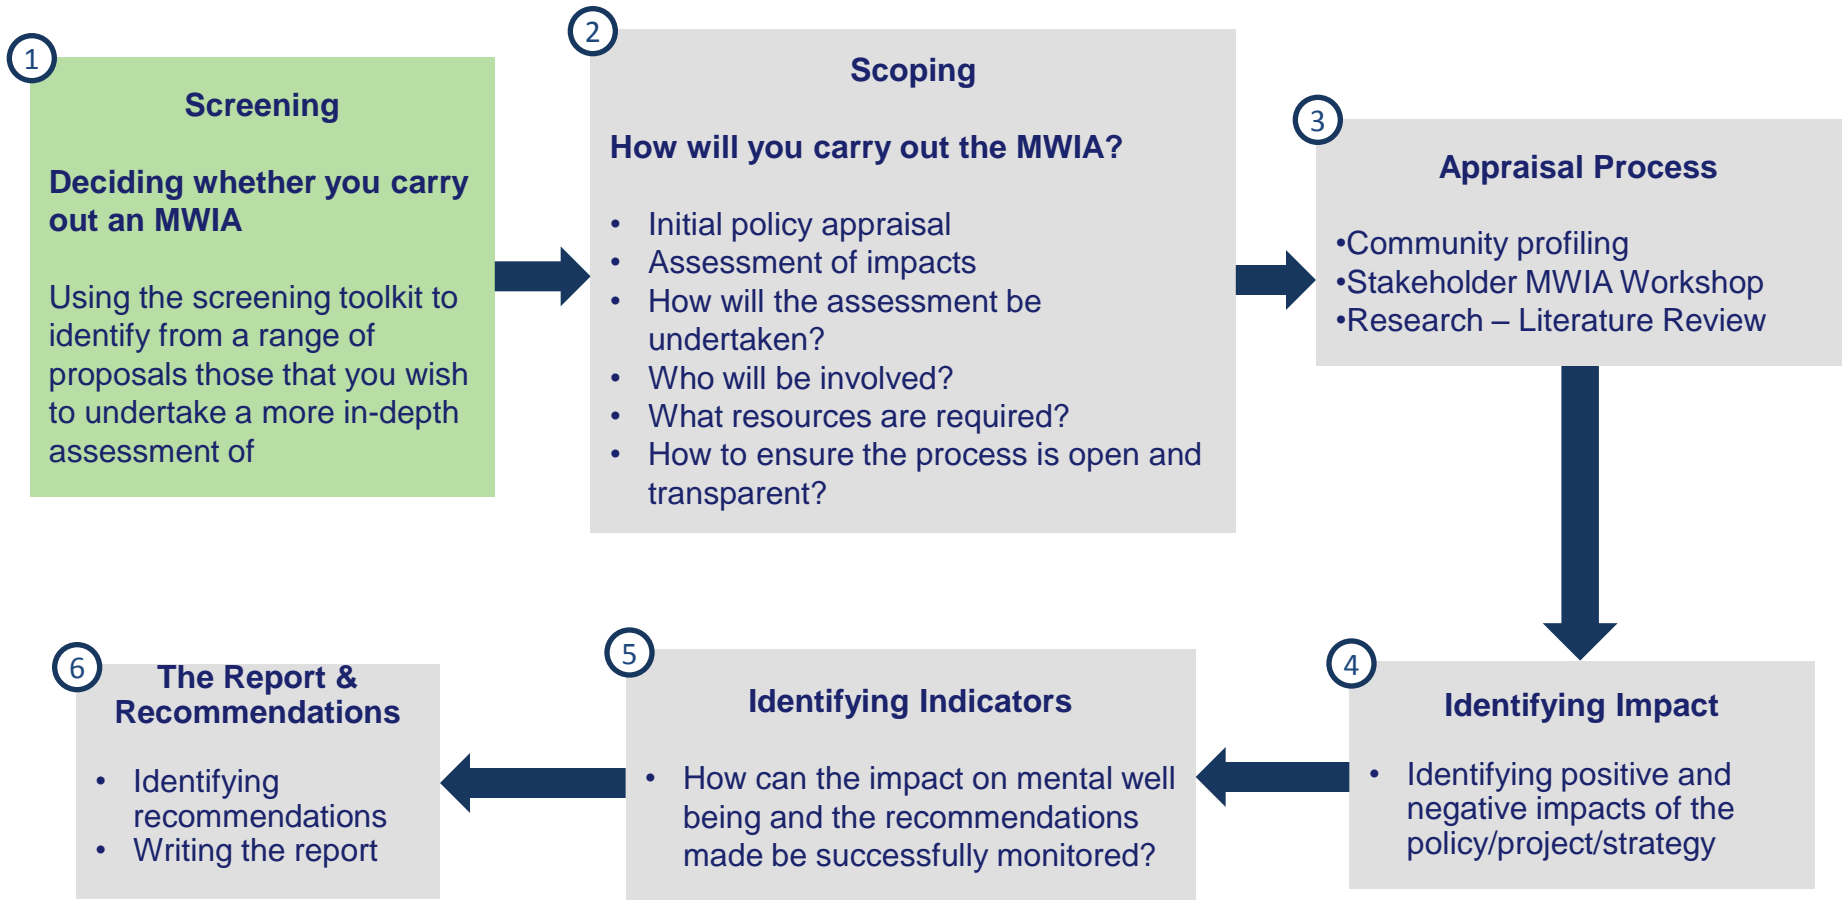 1
Screening
Deciding whether you carry
out an MWIA
Using the screening toolkit to
identify from a range of
proposals those that you wish
to undertake a more in-depth
assessment of
2
Scoping
How will you carry out the MWIA?
• Initial policy appraisal
• Assessment of impacts
• How will the assessment be
undertaken?
• Who will be involved?
• What resources are required?
• How to ensure the process is open and
transparent?
3
Appraisal Process
•Community profiling
•Stakeholder MWIA Workshop
•Research – Literature Review
4
Identifying Impact
• Identifying positive and
negative impacts of the
policy/project/strategy
5
Identifying Indicators
• How can the impact on mental well
being and the recommendations
made be successfully monitored?
6
The Report &
Recommendations
• Identifying
recommendations
• Writing the report